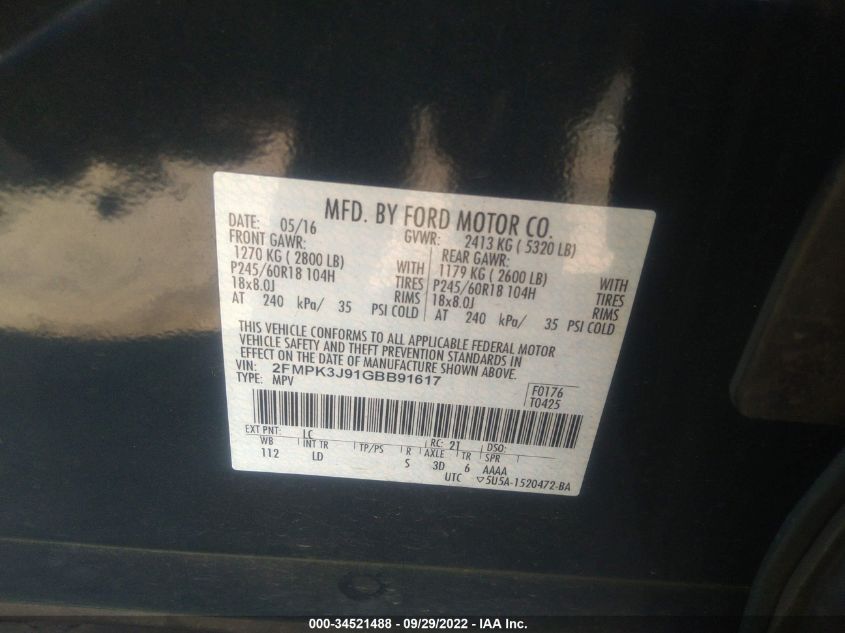 MFD. BY FORD MOTOR CO.
DATE: 05/16 GVWR: 2413 KG ( 5320 LB)
FRONT GAWR: REAR GAWR:
1270 KG ( 2800 LB) WITH 1179 KG ( 2600 LB) WITH
P245/60R18 104H TIRES P245/60R18 104H TIRES
18x8.0J RIMS 18x8.0J RIMS
AT 240 kPa/ 35 PSI COLD AT 240 kPa/ 35 PSI COLD
THIS VEHICLE CONFORMS TO ALL APPLICABLE FEDERAL MOTOR
VEHICLE SAFETY AND THEFT PREVENTION STANDARDS IN
EFFECT ON THE DATE OF MANUFACTURE SHOWN ABOVE.
VIN: 2FMPK3J91GBB91617
TYPE: MPV
F0176
T0425
EXT PNT: LC RC: 21 DSO:
WB INT TR TP/PS R AXLE TR SPR
112 LD S 3D 6 AAAA
UTC ▽5U5A-1520472-BA
000-34521488 - 09/29/2022 - IAA Inc.